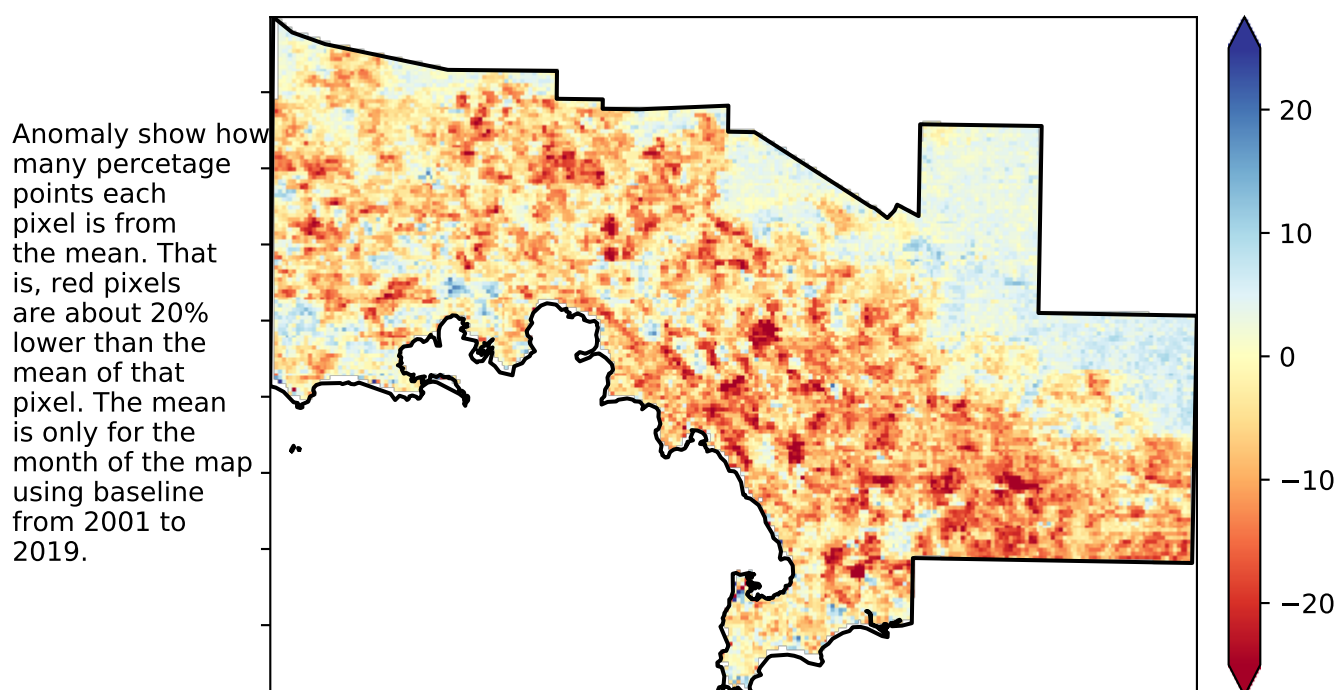 Anomaly show how
many percetage
points each
pixel is from
the mean. That
is, red pixels
are about 20%
lower than the
mean of that
pixel. The mean
is only for the
month of the map
using baseline
from 2001 to
2019.
20
10
0
−10
−20